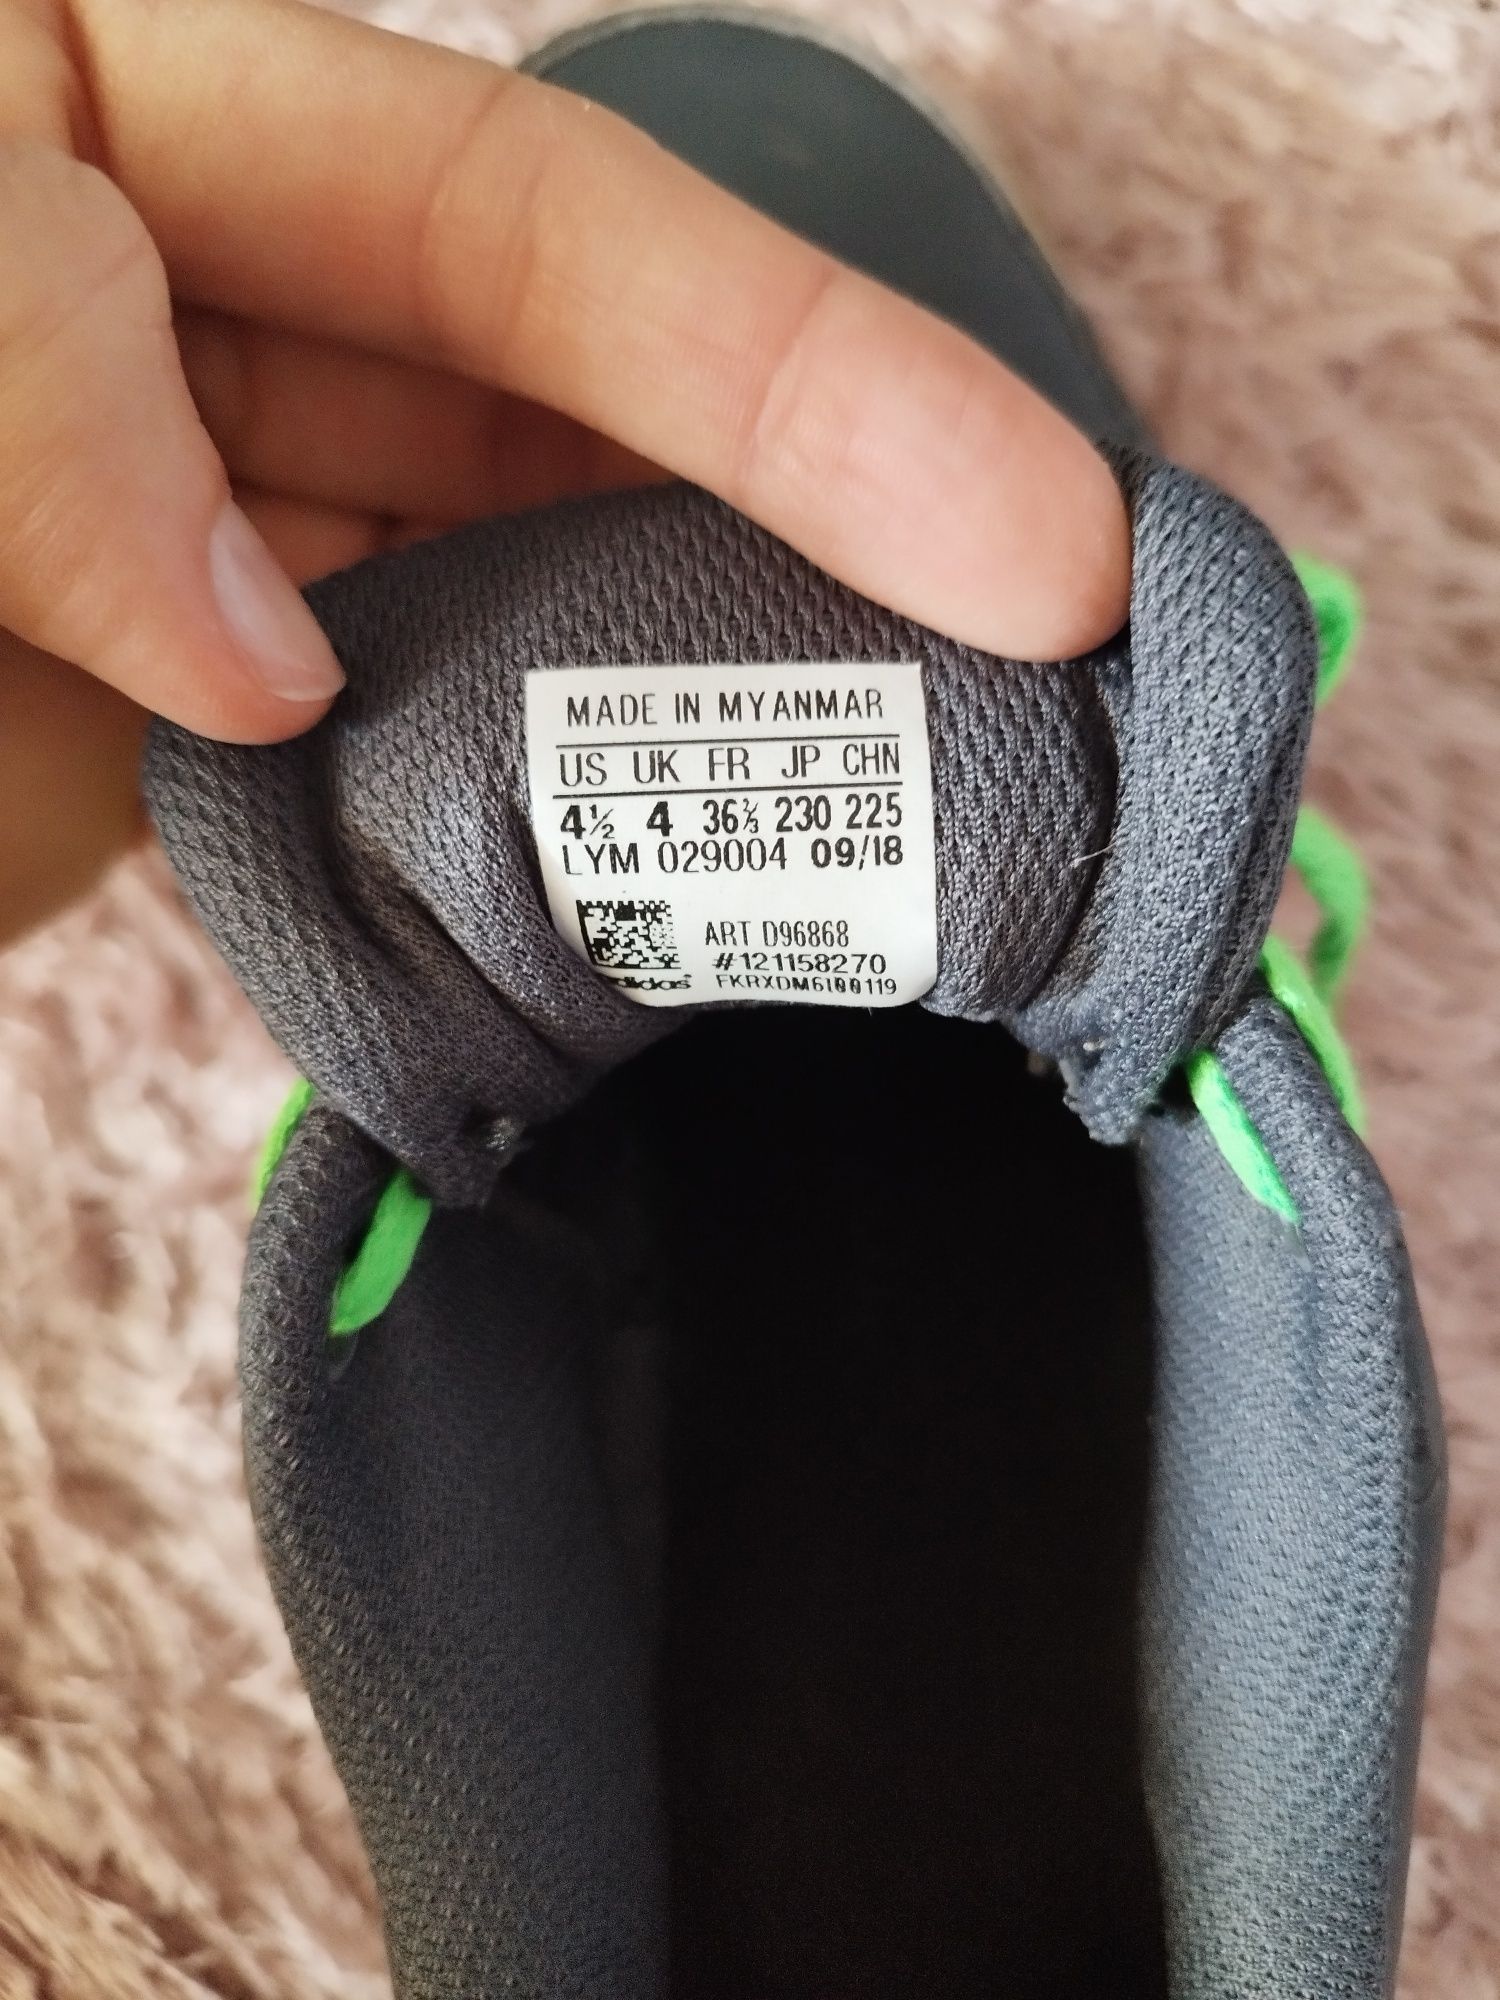 MADE IN MYANMAR
US UK FR JP CHN
4½ 4 36⅔ 230 225
LYM 029004 09/18
ART D96868
#121158270
adidas FKRXDM6I00119